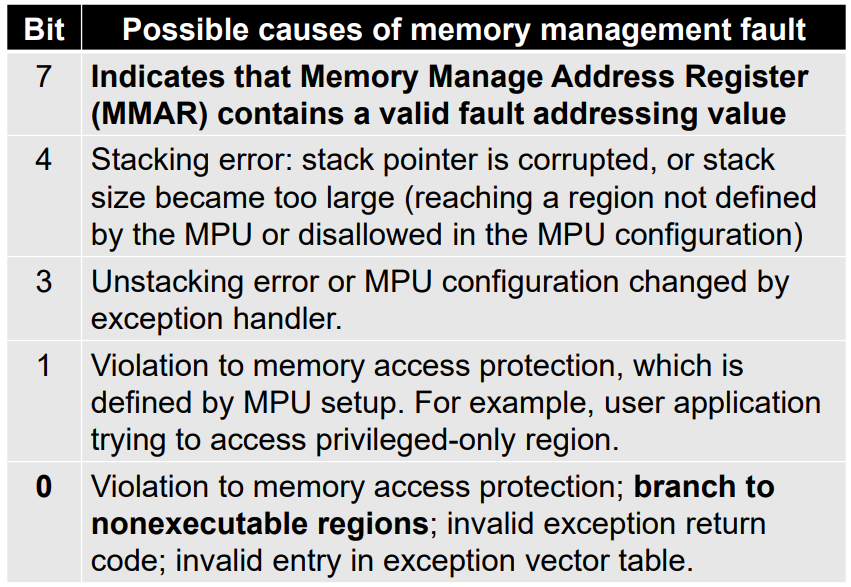 Bit Possible causes of memory management fault
7 Indicates that Memory Manage Address Register
(MMAR) contains a valid fault addressing value
4 Stacking error: stack pointer is corrupted, or stack
size became too large (reaching a region not defined
by the MPU or disallowed in the MPU configuration)
3 Unstacking error or MPU configuration changed by
exception handler.
1 Violation to memory access protection, which is
defined by MPU setup. For example, user application
trying to access privileged-only region.
0 Violation to memory access protection; branch to
nonexecutable regions; invalid exception return
code; invalid entry in exception vector table.